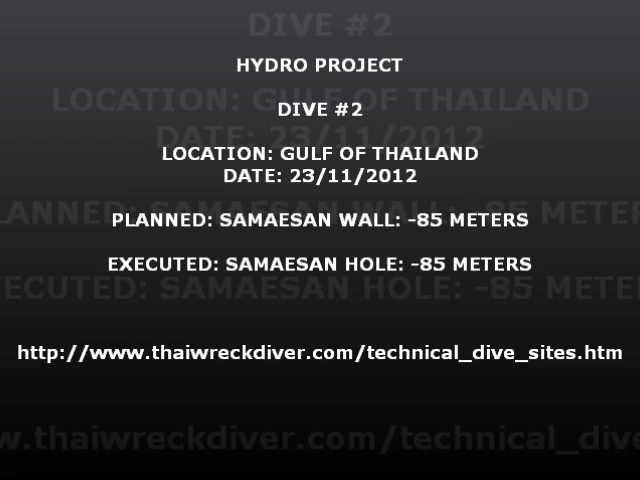 HYDRO PROJECT
DIVE #2
LOCATION: GULF OF THAILAND
DATE: 23/11/2012
PLANNED: SAMAESAN WALL: -85 METERS
EXECUTED: SAMAESAN HOLE: -85 METERS
http://www.thaiwreckdiver.com/technical_dive_sites.htm